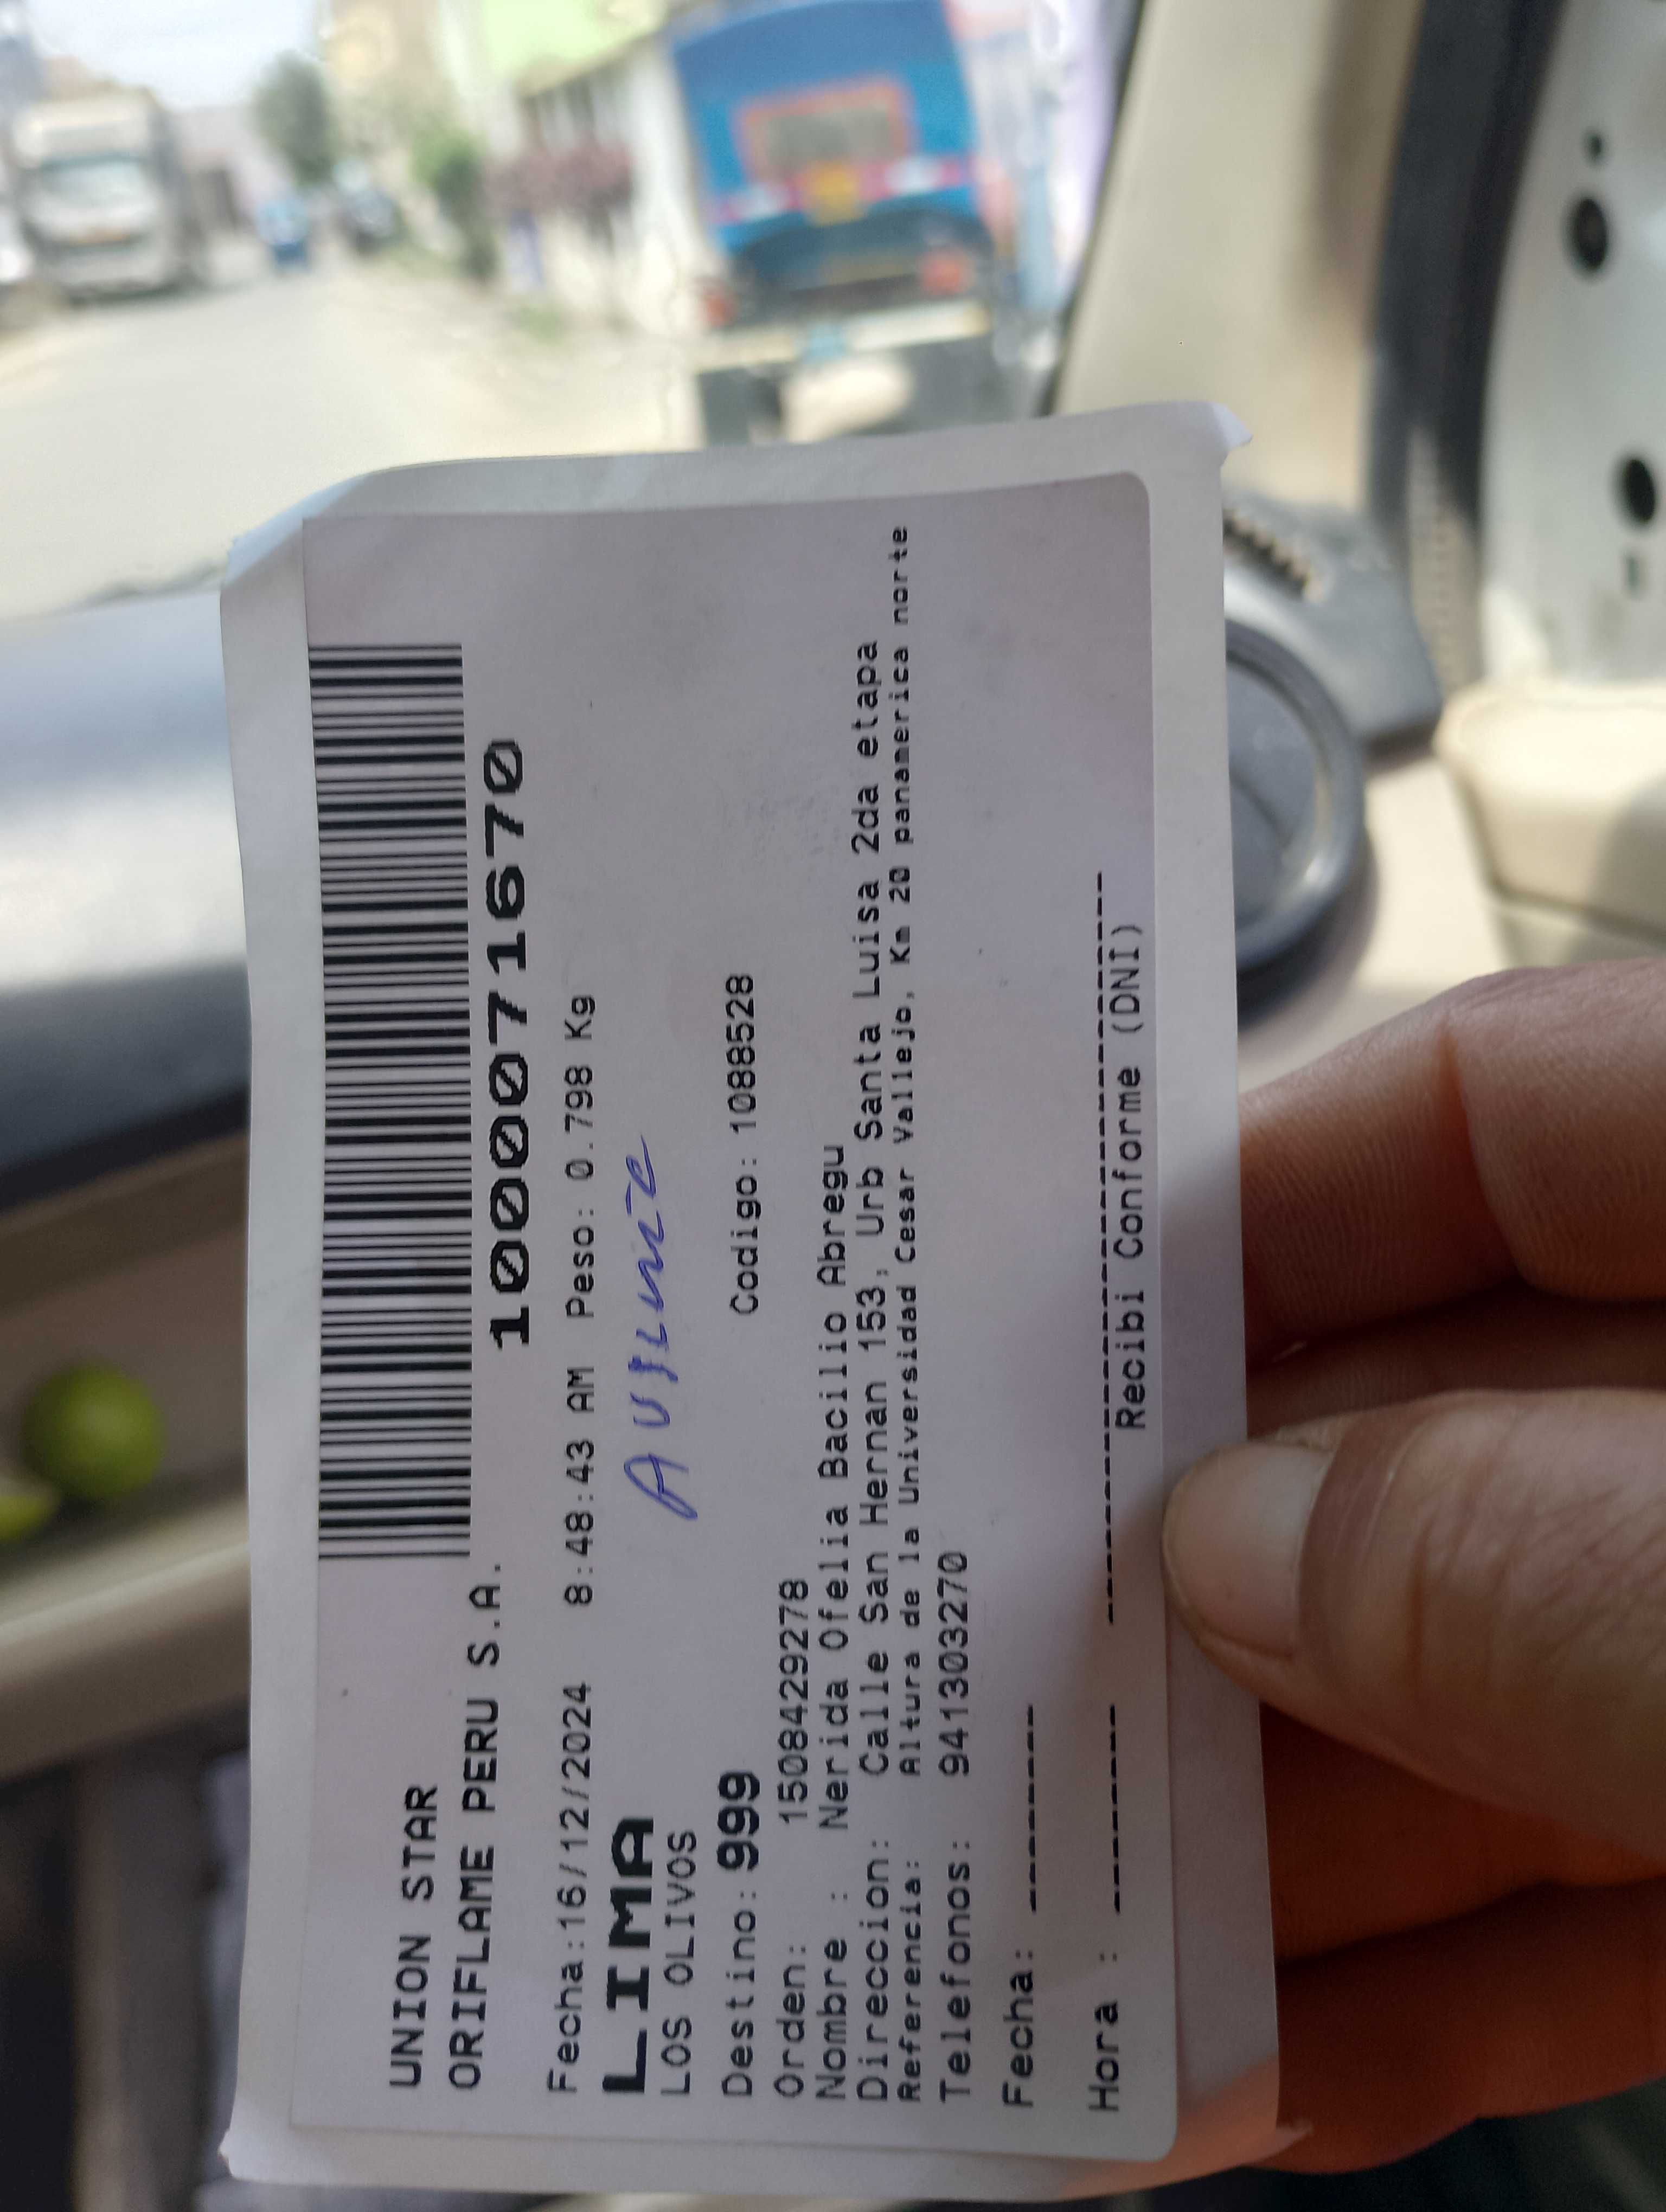 UNION STAR
ORIFLAME PERU S.A.
100071670
Fecha:16/12/2024 8:48:43 AM Peso: 0.798 Kg
LIMA
LOS OLIVOS
Destino: 999 Codigo: 1088528
Orden: 150842927​8
Nombre : Nerida Ofelia Bacilio Abregu
Direccion: Calle San Hernan 153, Urb Santa Luisa 2da etapa
Referencia: Altura de la Universidad Cesar Vallejo, Km 20 panamerica norte
Telefonos: 941303270
Fecha:
Hora :
Recibi Conforme (DNI)